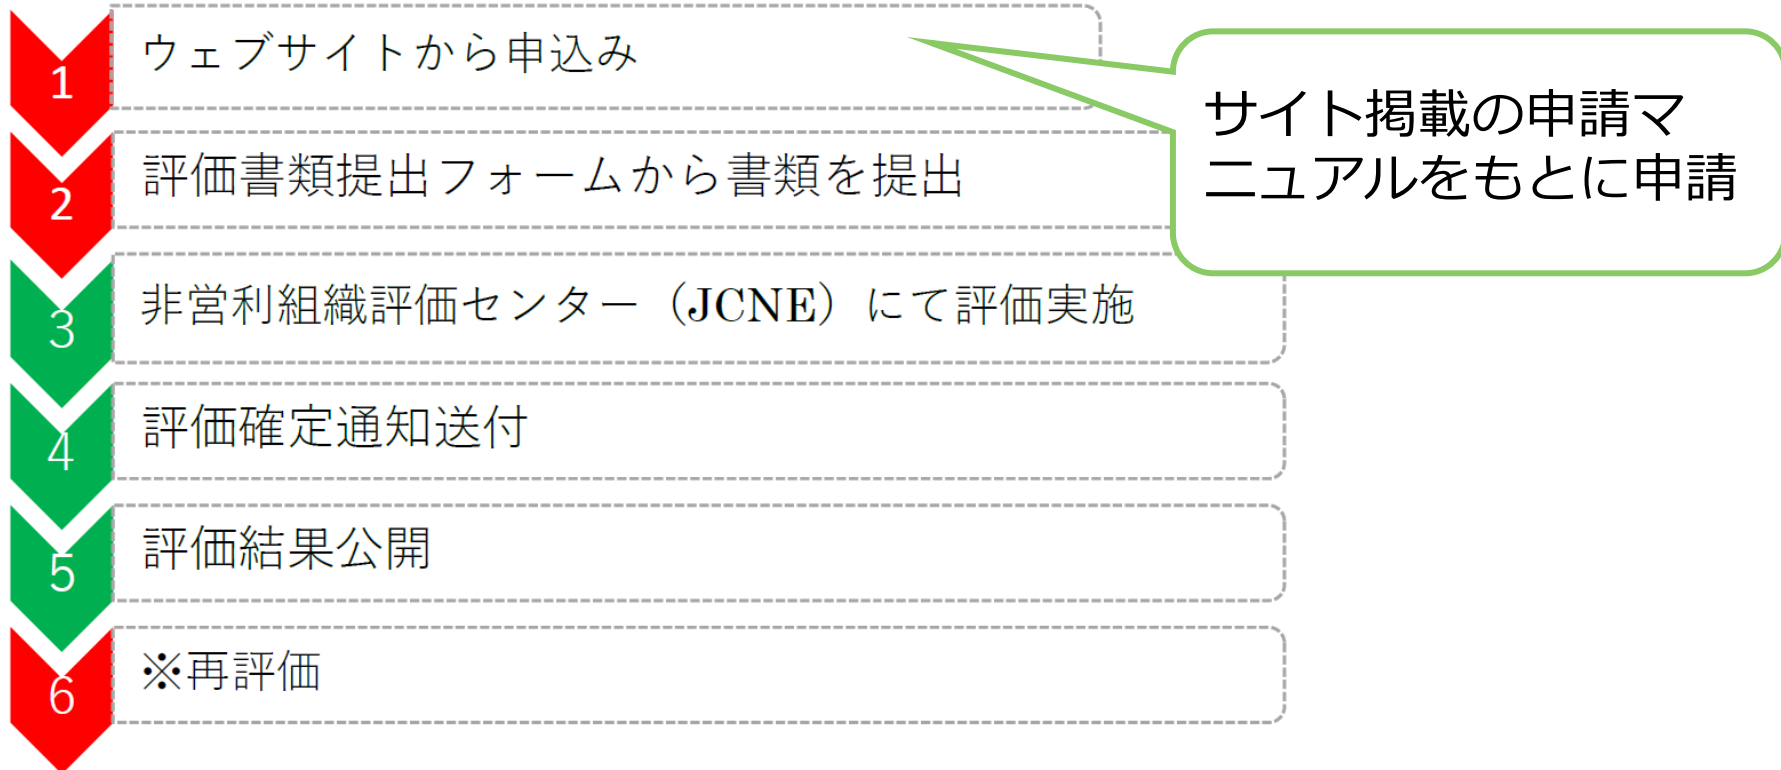 1
ウェブサイトから申込み
サイト掲載の申請マ
ニュアルをもとに申請
2
評価書類提出フォームから書類を提出
3
非営利組織評価センター（JCNE）にて評価実施
4
評価確定通知送付
5
評価結果公開
6
※再評価